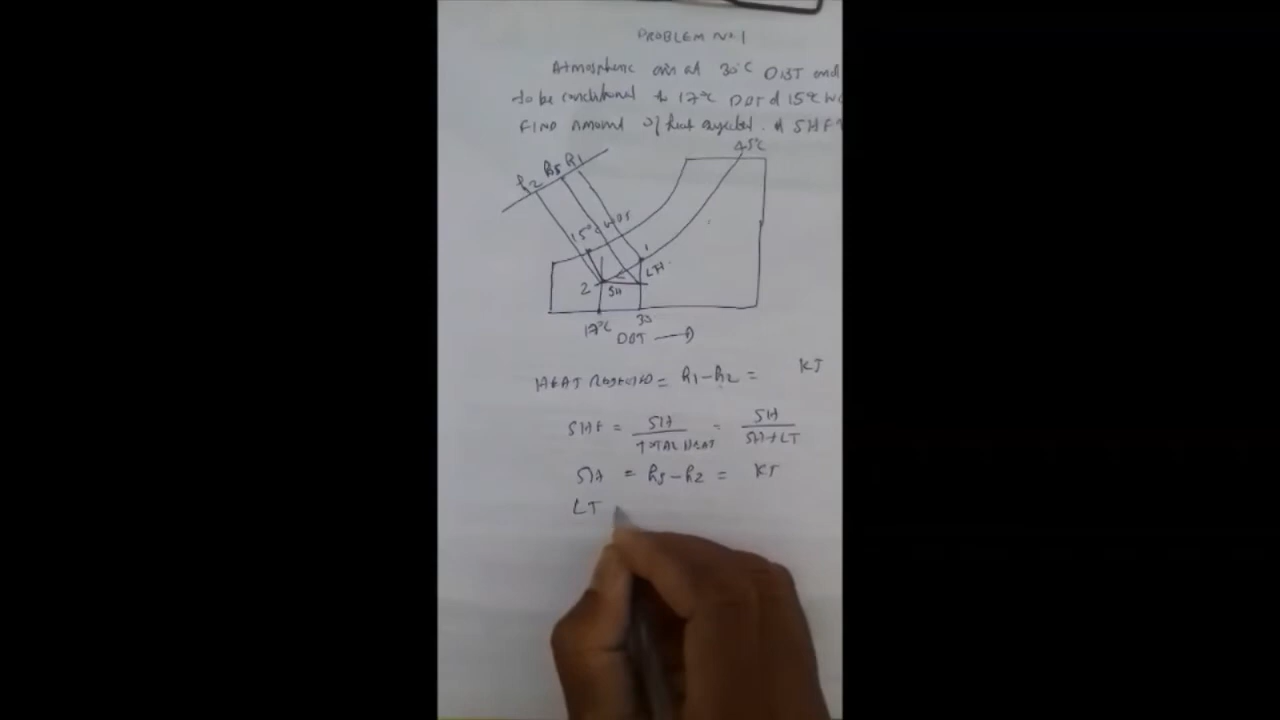 PROBLEM No 1
Atmospheric air at 30°C DBT and
to be conditioned to 17°C DBT & 15°C W
FIND Amount of heat rejected . & SHF
45°C
h2 hs h1
15°C WBT
1
LH
2 SH
17°C 30
DBT
HEAT Rejected = h1-h2 = KJ
SHF = SH / TOTAL HEAT = SH / SH+LT
SH = hs-h2 = KJ
LT